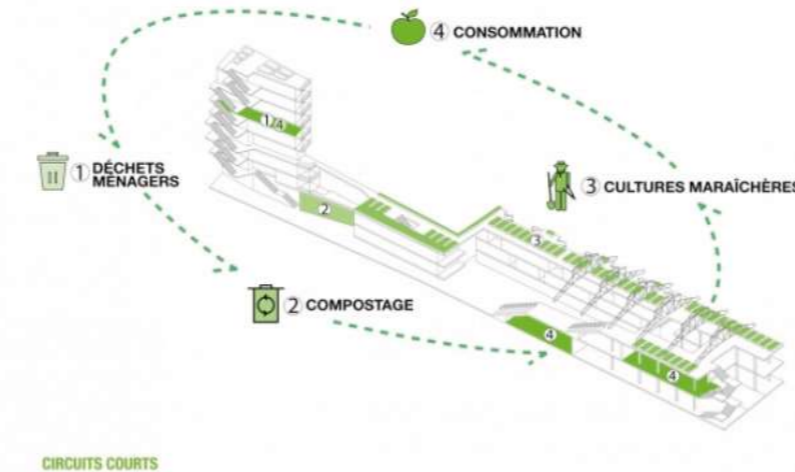 ④ CONSOMMATION
1/4
① DÉCHETS
MÉNAGERS
③ CULTURES MARAÎCHÈRES
2
3
② COMPOSTAGE
4
4
CIRCUITS COURTS